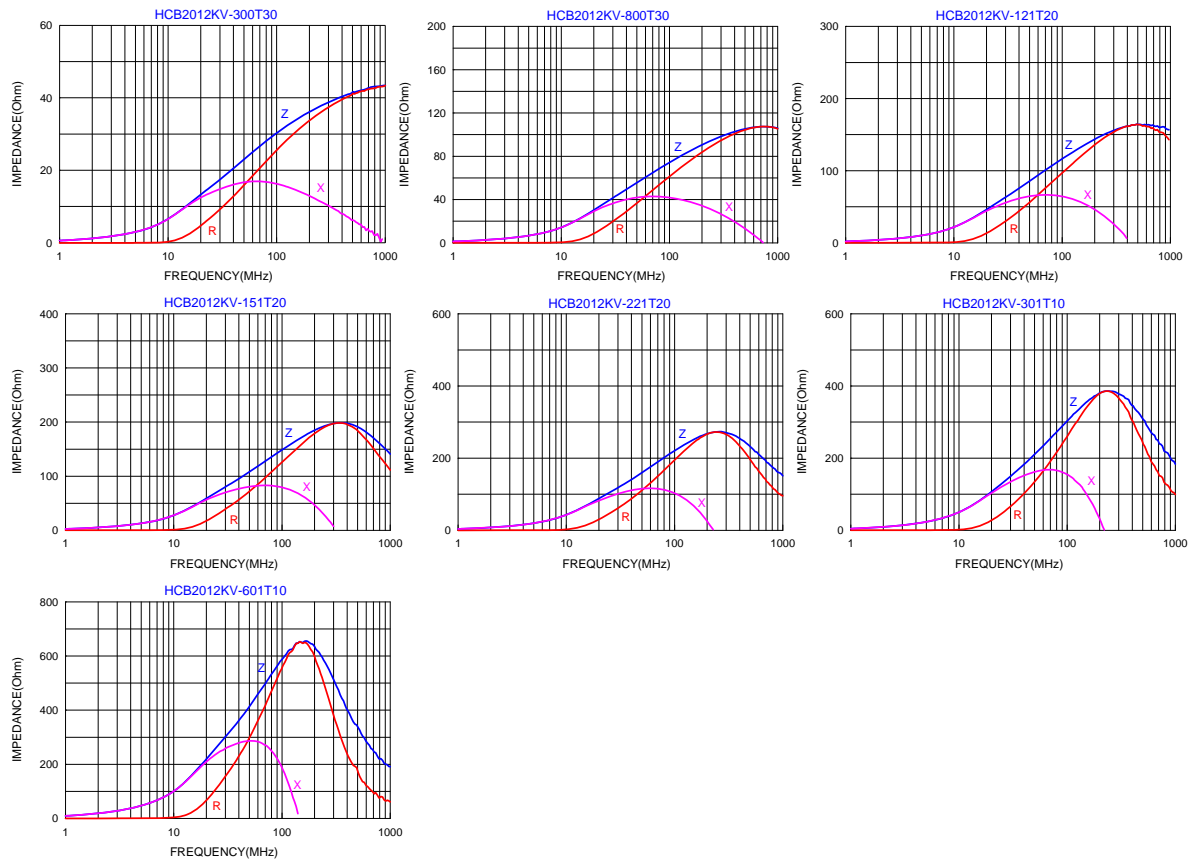 HCB2012KV-300T30
60
40
20
0
IMPEDANCE(Ohm)
Z
X
R
1 10 100 1000
FREQUENCY(MHz)
HCB2012KV-800T30
200
160
120
80
40
0
IMPEDANCE(Ohm)
Z
X
R
1 10 100 1000
FREQUENCY(MHz)
HCB2012KV-121T20
300
200
100
0
IMPEDANCE(Ohm)
Z
X
R
1 10 100 1000
FREQUENCY(MHz)
HCB2012KV-151T20
400
300
200
100
0
IMPEDANCE(Ohm)
Z
X
R
1 10 100 1000
FREQUENCY(MHz)
HCB2012KV-221T20
600
400
200
0
IMPEDANCE(Ohm)
Z
X
R
1 10 100 1000
FREQUENCY(MHz)
HCB2012KV-301T10
600
400
200
0
IMPEDANCE(Ohm)
Z
X
R
1 10 100 1000
FREQUENCY(MHz)
HCB2012KV-601T10
800
600
400
200
0
IMPEDANCE(Ohm)
Z
X
R
1 10 100 1000
FREQUENCY(MHz)